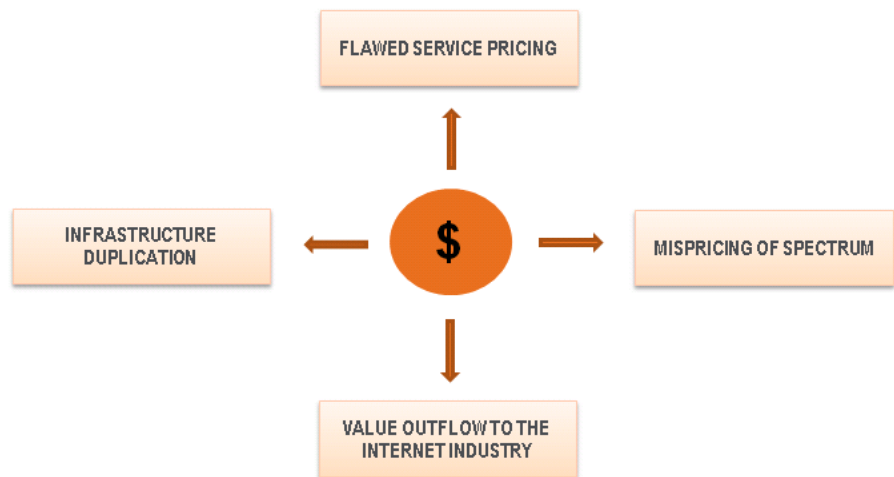 FLAWED SERVICE PRICING
INFRASTRUCTURE
DUPLICATION
$
MISPRICING OF SPECTRUM
VALUE OUTFLOW TO THE
INTERNET INDUSTRY